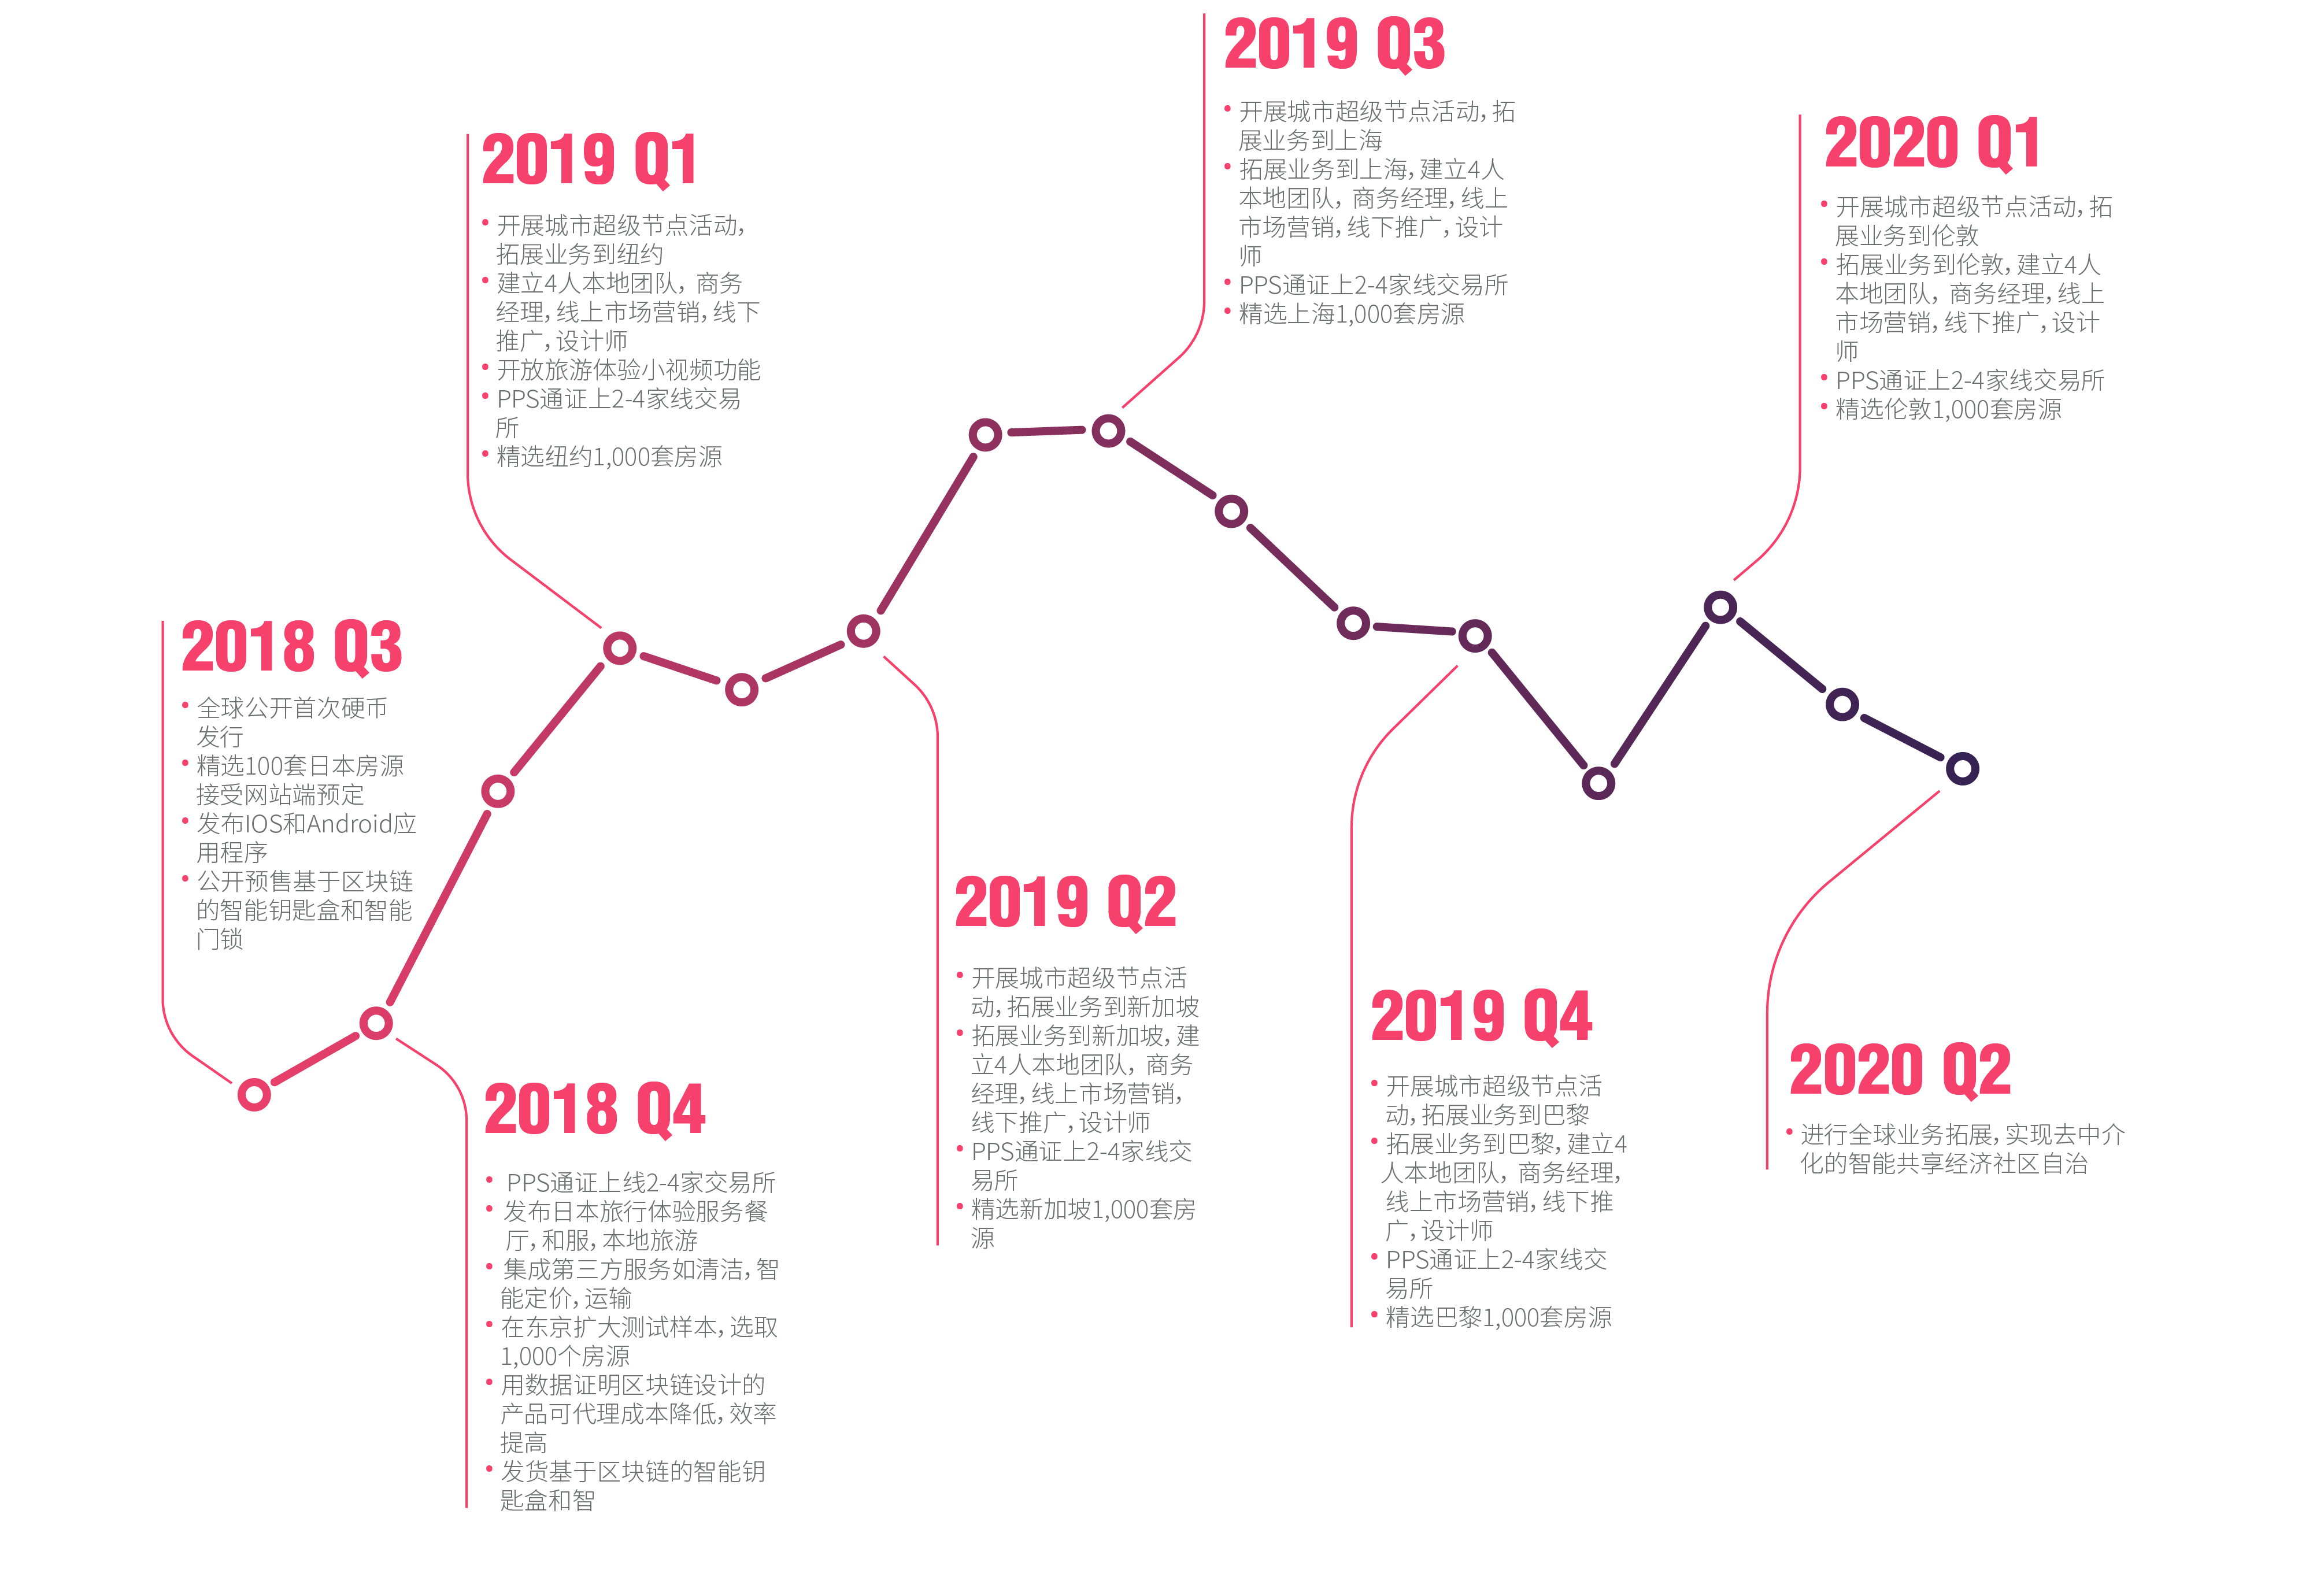 2018 Q3
• 全球公开首次硬币
发行
• 精选100套日本房源
接受网站端预定
• 发布IOS和Android应
用程序
• 公开预售基于区块链
的智能钥匙盒和智能
门锁
2018 Q4
• PPS通证上线2-4家交易所
• 发布日本旅行体验服务餐
厅，和服，本地旅游
• 集成第三方服务如清洁，智
能定价，运输
• 在东京扩大测试样本，选取
1,000个房源
• 用数据证明区块链设计的
产品可代理成本降低，效率
提高
• 发货基于区块链的智能钥
匙盒和智
2019 Q1
• 开展城市超级节点活动，
拓展业务到纽约
• 建立4人本地团队，商务
经理，线上市场营销，线下
推广，设计师
• 开放旅游体验小视频功能
• PPS通证上2-4家线交易
所
• 精选纽约1,000套房源
2019 Q2
• 开展城市超级节点活
动，拓展业务到新加坡
• 拓展业务到新加坡，建
立4人本地团队，商务
经理，线上市场营销，
线下推广，设计师
• PPS通证上2-4家线交
易所
• 精选新加坡1,000套房
源
2019 Q3
• 开展城市超级节点活动，拓
展业务到上海
• 拓展业务到上海，建立4人
本地团队，商务经理，线上
市场营销，线下推广，设计
师
• PPS通证上2-4家线交易所
• 精选上海1,000套房源
2019 Q4
• 开展城市超级节点活
动，拓展业务到巴黎
• 拓展业务到巴黎，建立4
人本地团队，商务经理，
线上市场营销，线下推
广，设计师
• PPS通证上2-4家线交
易所
• 精选巴黎1,000套房源
2020 Q1
• 开展城市超级节点活动，拓
展业务到伦敦
• 拓展业务到伦敦，建立4人
本地团队，商务经理，线上
市场营销，线下推广，设计
师
• PPS通证上2-4家线交易所
• 精选伦敦1,000套房源
2020 Q2
• 进行全球业务拓展，实现去中介
化的智能共享经济社区自治